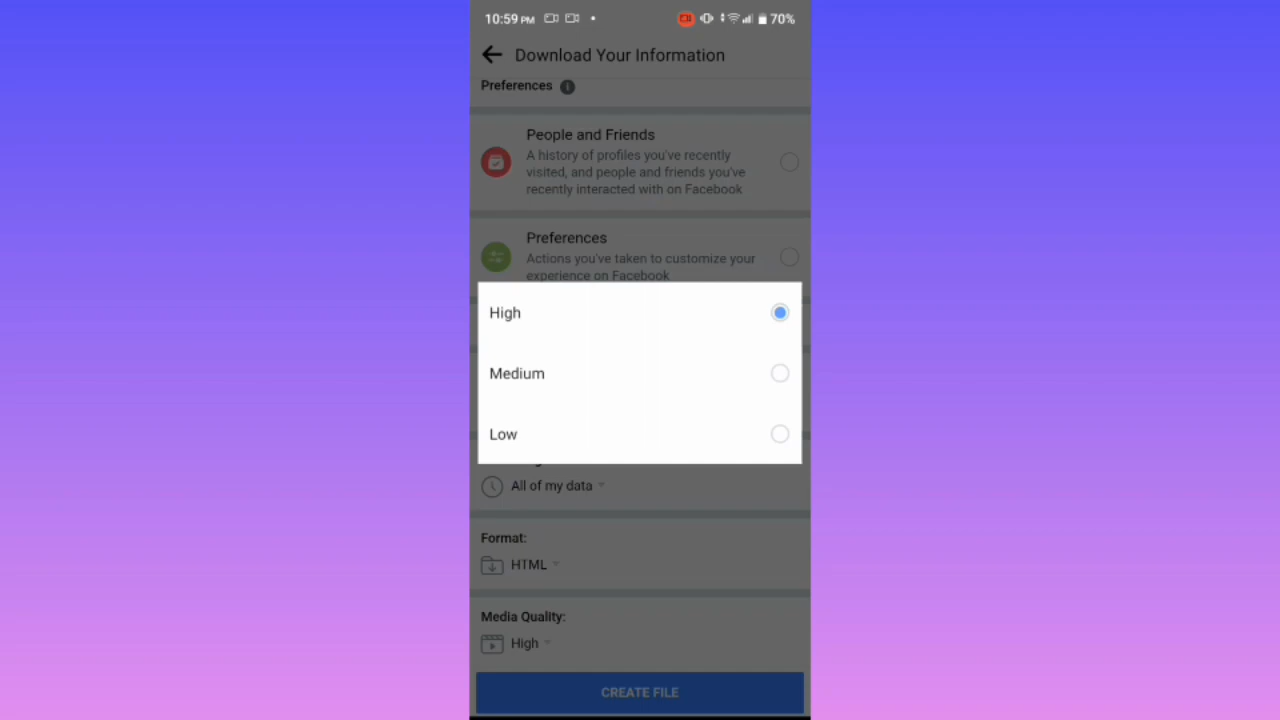 10:59 PM
70%
Download Your Information
Preferences
People and Friends
A history of profiles you've recently
visited, and people and friends you've
recently interacted with on Facebook
Preferences
Actions you've taken to customize your
experience on Facebook
High
Medium
Low
All of my data
Format:
HTML
Media Quality:
High
CREATE FILE